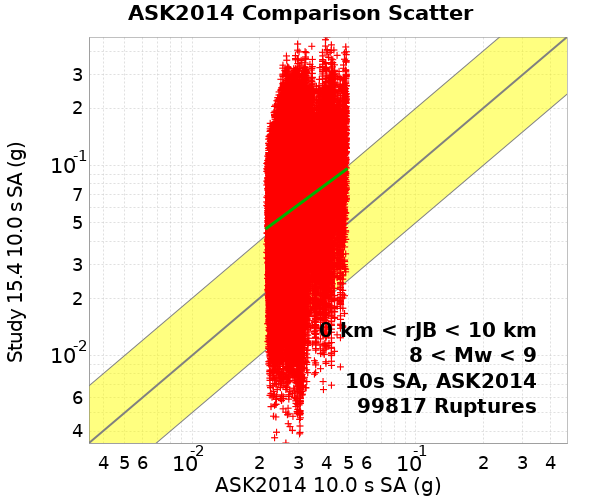 ASK2014 Comparison Scatter
Study 15.4 10.0 s SA (g)
3
2
10-1
7
5
3
2
10-2
6
4
0 km < rJB < 10 km
8 < Mw < 9
10s SA, ASK2014
99817 Ruptures
4 5 6 10-2 2 3 4 5 6 10-1 2 3 4
ASK2014 10.0 s SA (g)